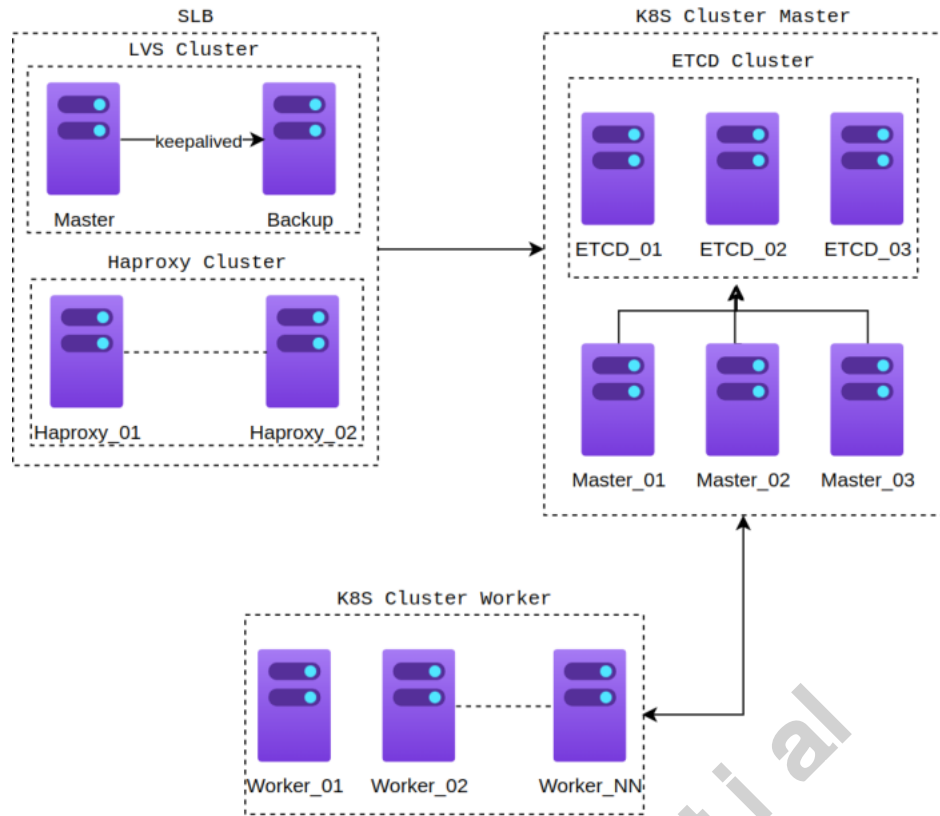 SLB
LVS Cluster
keepalived
Master
Backup
Haproxy Cluster
Haproxy_01
Haproxy_02
K8S Cluster Master
ETCD Cluster
ETCD_01
ETCD_02
ETCD_03
Master_01
Master_02
Master_03
K8S Cluster Worker
Worker_01
Worker_02
Worker_NN